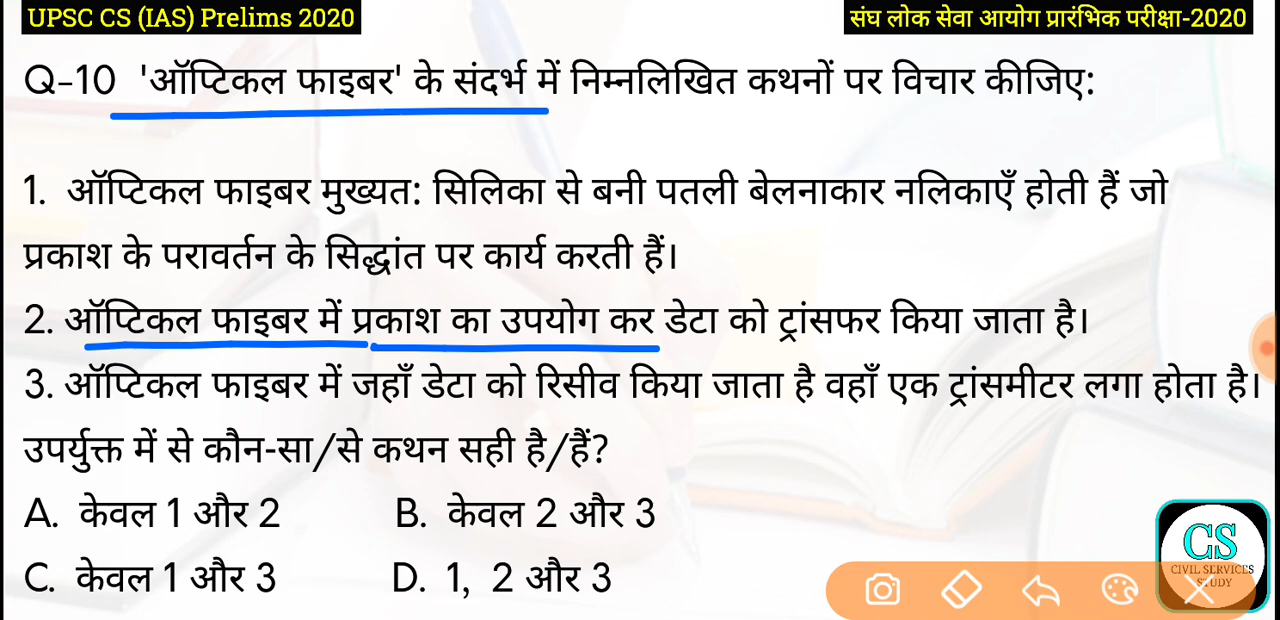 UPSC CS (IAS) Prelims 2020
संघ लोक सेवा आयोग प्रारंभिक परीक्षा-2020
Q-10 'ऑप्टिकल फाइबर' के संदर्भ में निम्नलिखित कथनों पर विचार कीजिए:
1. ऑप्टिकल फाइबर मुख्यत: सिलिका से बनी पतली बेलनाकार नलिकाएँ होती हैं जो
प्रकाश के परावर्तन के सिद्धांत पर कार्य करती हैं।
2. ऑप्टिकल फाइबर में प्रकाश का उपयोग कर डेटा को ट्रांसफर किया जाता है।
3. ऑप्टिकल फाइबर में जहाँ डेटा को रिसीव किया जाता है वहाँ एक ट्रांसमीटर लगा होता है।
उपर्युक्त में से कौन-सा/से कथन सही है/हैं?
A. केवल 1 और 2 B. केवल 2 और 3
C. केवल 1 और 3 D. 1, 2 और 3
CS
CIVIL SERVICES
STUDY